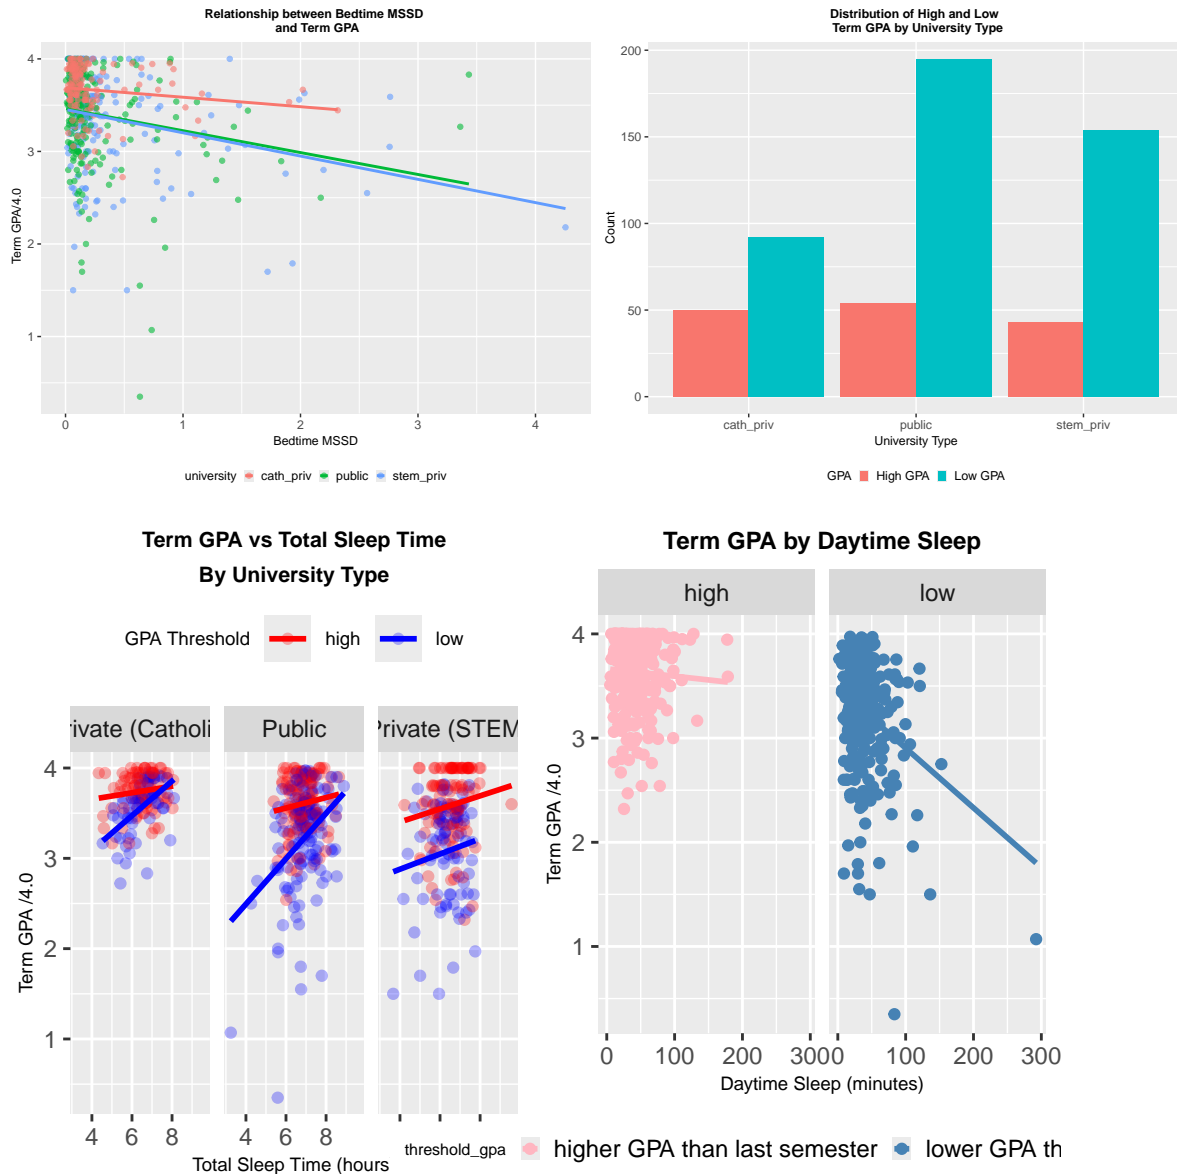 Relationship between Bedtime MSSD
and Term GPA
4
3
2
1
Term GPA/4.0
0 1 2 3 4
Bedtime MSSD
university cath_priv public stem_priv
Distribution of High and Low
Term GPA by University Type
200
150
100
50
0
Count
cath_priv public stem_priv
University Type
GPA High GPA Low GPA
Term GPA vs Total Sleep Time
By University Type
GPA Threshold high low
rivate (Catholi Public Private (STEM
4
3
2
1
Term GPA /4.0
4 6 8 4 6 8
Total Sleep Time (hours
Term GPA by Daytime Sleep
high low
4
3
2
1
Term GPA /4.0
0 100 200 300 0 100 200 300
Daytime Sleep (minutes)
threshold_gpa higher GPA than last semester lower GPA th